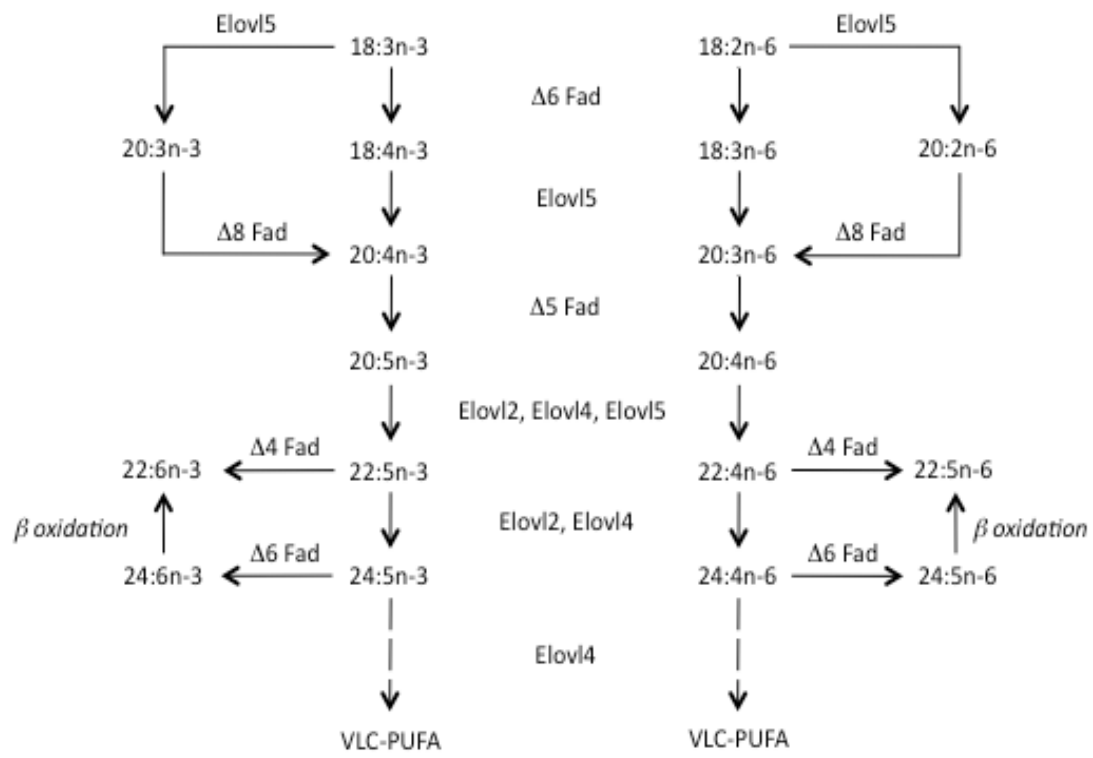 Elovl5 Elovl5
18:3n-3 18:2n-6
Δ6 Fad
20:3n-3 18:4n-3 18:3n-6 20:2n-6
Elovl5
Δ8 Fad Δ8 Fad
20:4n-3 20:3n-6
Δ5 Fad
20:5n-3 20:4n-6
Elovl2, Elovl4, Elovl5
Δ4 Fad Δ4 Fad
22:6n-3 22:5n-3 22:4n-6 22:5n-6
Elovl2, Elovl4
β oxidation β oxidation
Δ6 Fad Δ6 Fad
24:6n-3 24:5n-3 24:4n-6 24:5n-6
Elovl4
VLC-PUFA VLC-PUFA